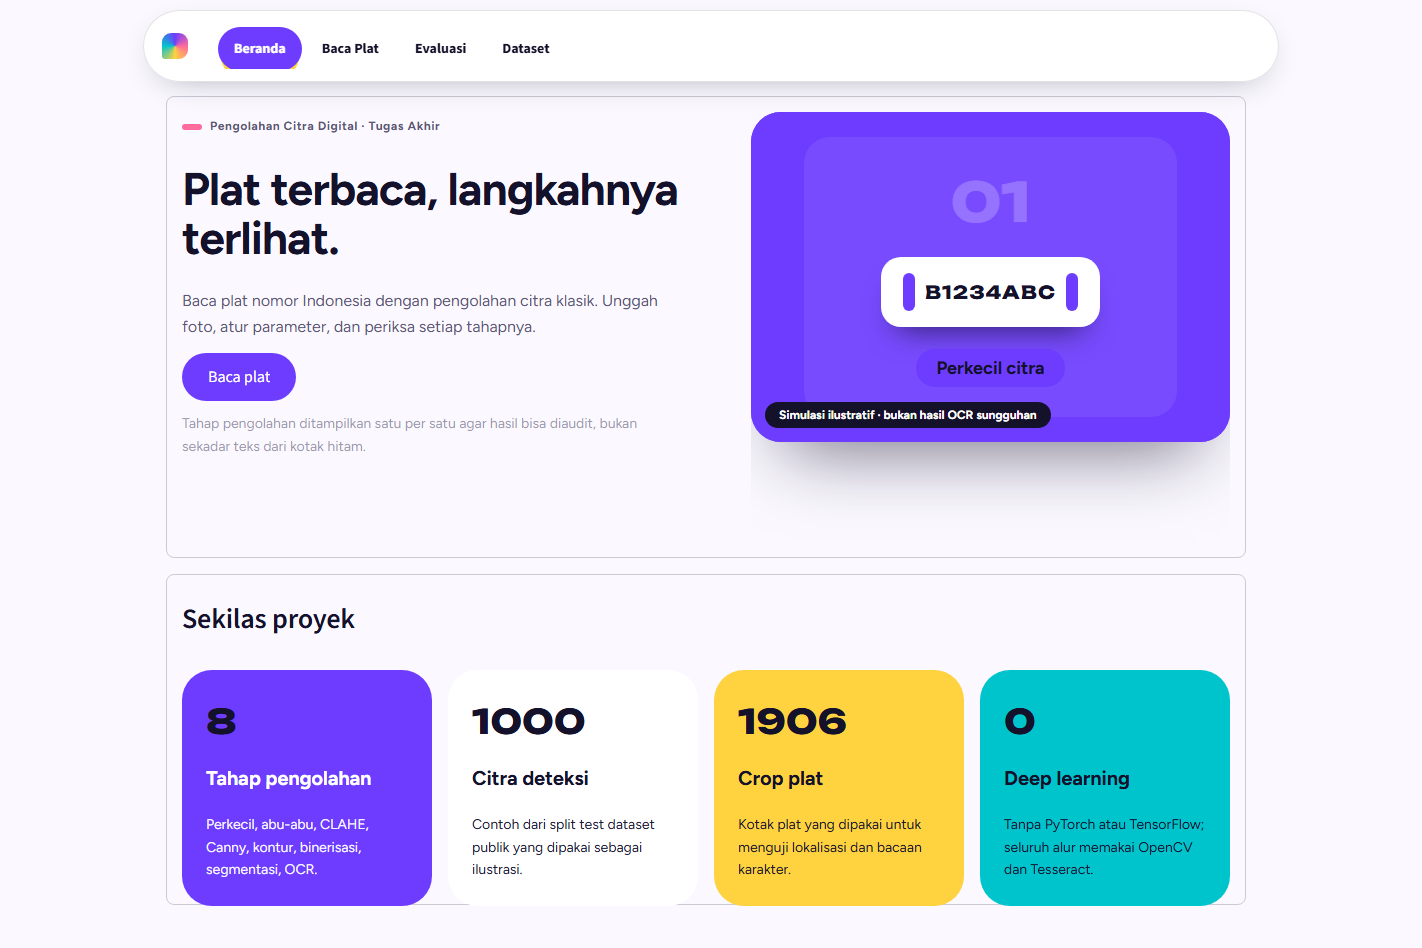 Beranda
Baca Plat
Evaluasi
Dataset
Pengolahan Citra Digital · Tugas Akhir
Plat terbaca, langkahnya
terlihat.
Baca plat nomor Indonesia dengan pengolahan citra klasik. Unggah
foto, atur parameter, dan periksa setiap tahapnya.
Baca plat
Tahap pengolahan ditampilkan satu per satu agar hasil bisa diaudit, bukan
sekadar teks dari kotak hitam.
01
B1234ABC
Perkecil citra
Simulasi ilustratif · bukan hasil OCR sungguhan
Sekilas proyek
8
Tahap pengolahan
Perkecil, abu-abu, CLAHE,
Canny, kontur, binerisasi,
segmentasi, OCR.
1000
Citra deteksi
Contoh dari split test dataset
publik yang dipakai sebagai
ilustrasi.
1906
Crop plat
Kotak plat yang dipakai untuk
menguji lokalisasi dan bacaan
karakter.
0
Deep learning
Tanpa PyTorch atau TensorFlow;
seluruh alur memakai OpenCV
dan Tesseract.